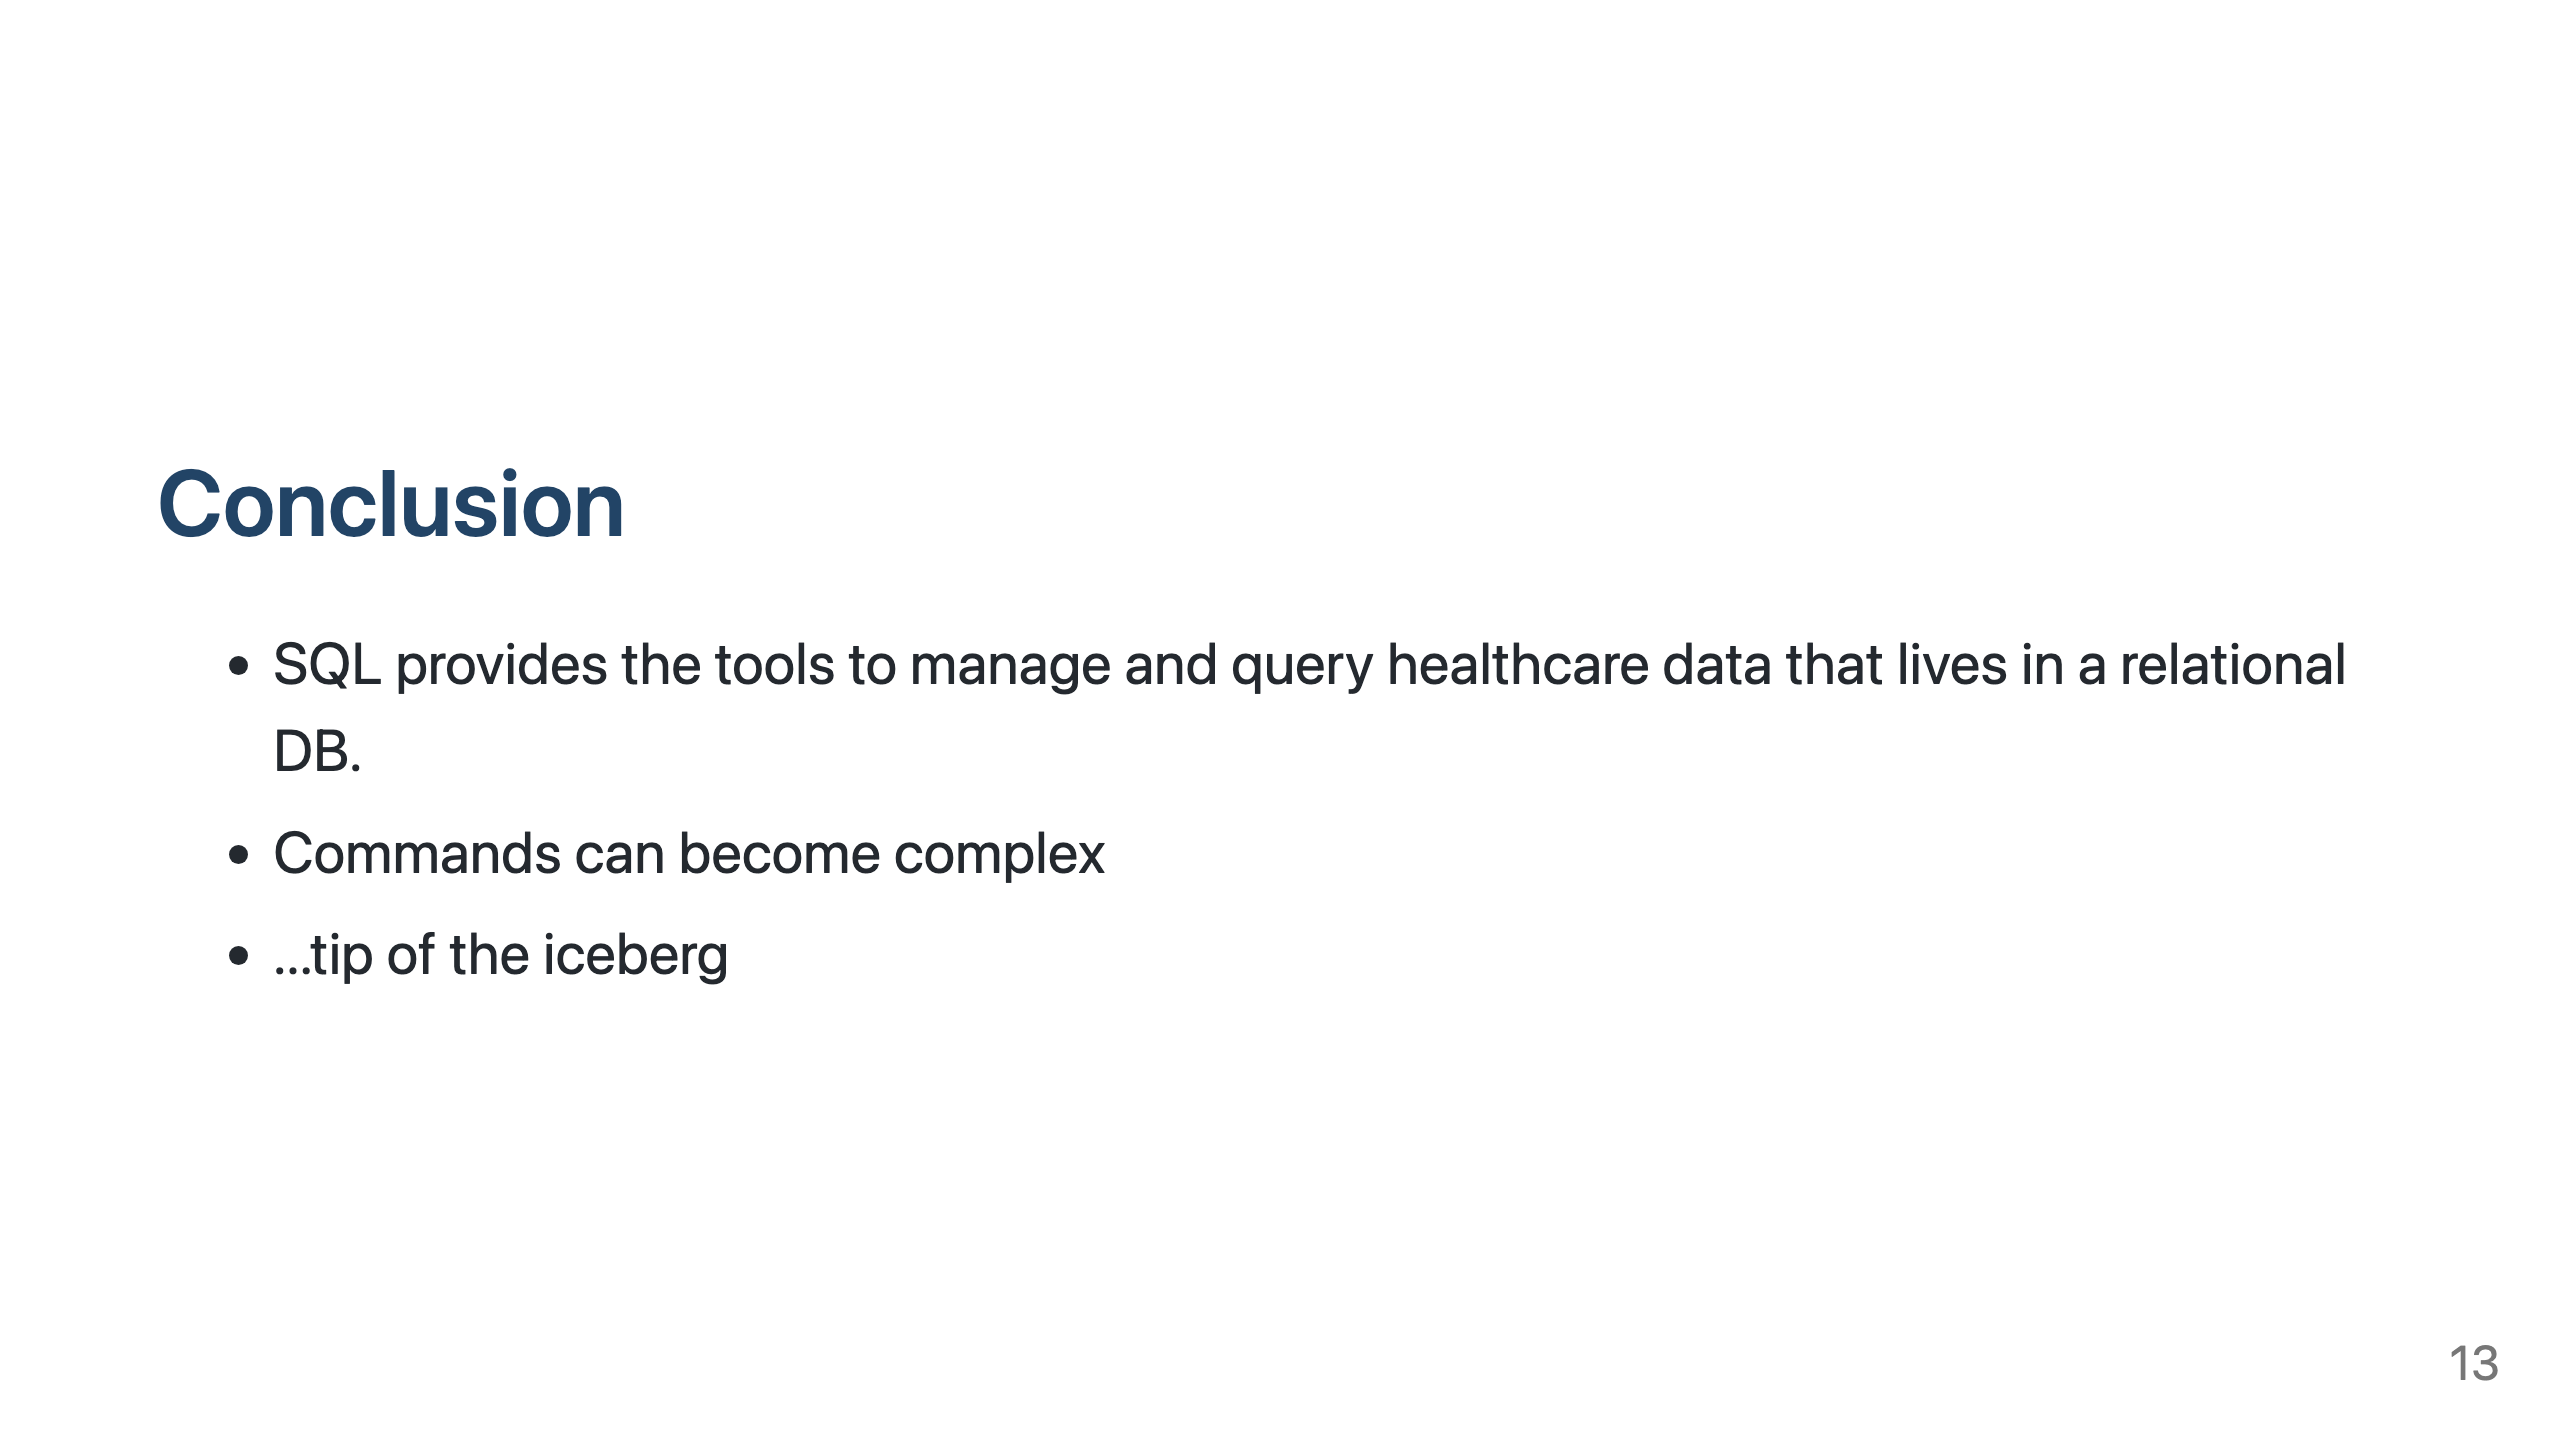 Conclusion
• SQL provides the tools to manage and query healthcare data that lives in a relational
DB.
• Commands can become complex
• ...tip of the iceberg
13